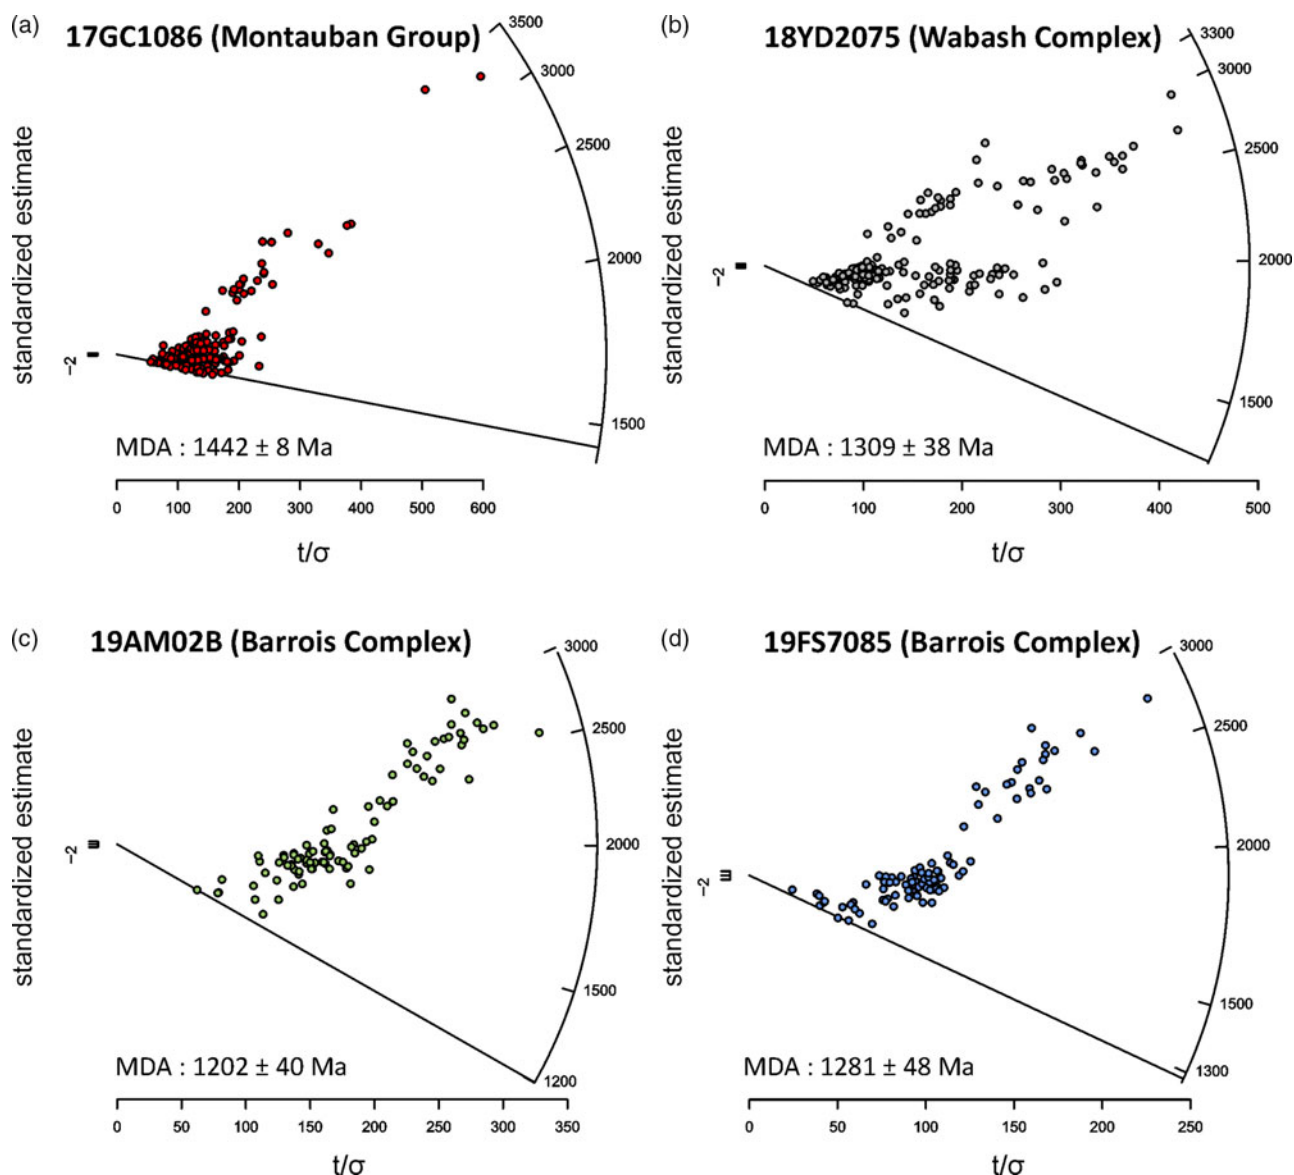 (a)
17GC1086 (Montauban Group)
3500
3000
2500
2000
1500
standardized estimate
−2
MDA : 1442 ± 8 Ma
0 100 200 300 400 500 600
t/σ
(b)
18YD2075 (Wabash Complex)
3300
3000
2500
2000
1500
standardized estimate
−2
MDA : 1309 ± 38 Ma
0 100 200 300 400 500
t/σ
(c)
19AM02B (Barrois Complex)
3000
2500
2000
1500
1200
standardized estimate
−2
MDA : 1202 ± 40 Ma
0 50 100 150 200 250 300 350
t/σ
(d)
19FS7085 (Barrois Complex)
3000
2500
2000
1500
1300
standardized estimate
−2
MDA : 1281 ± 48 Ma
0 50 100 150 200 250
t/σ